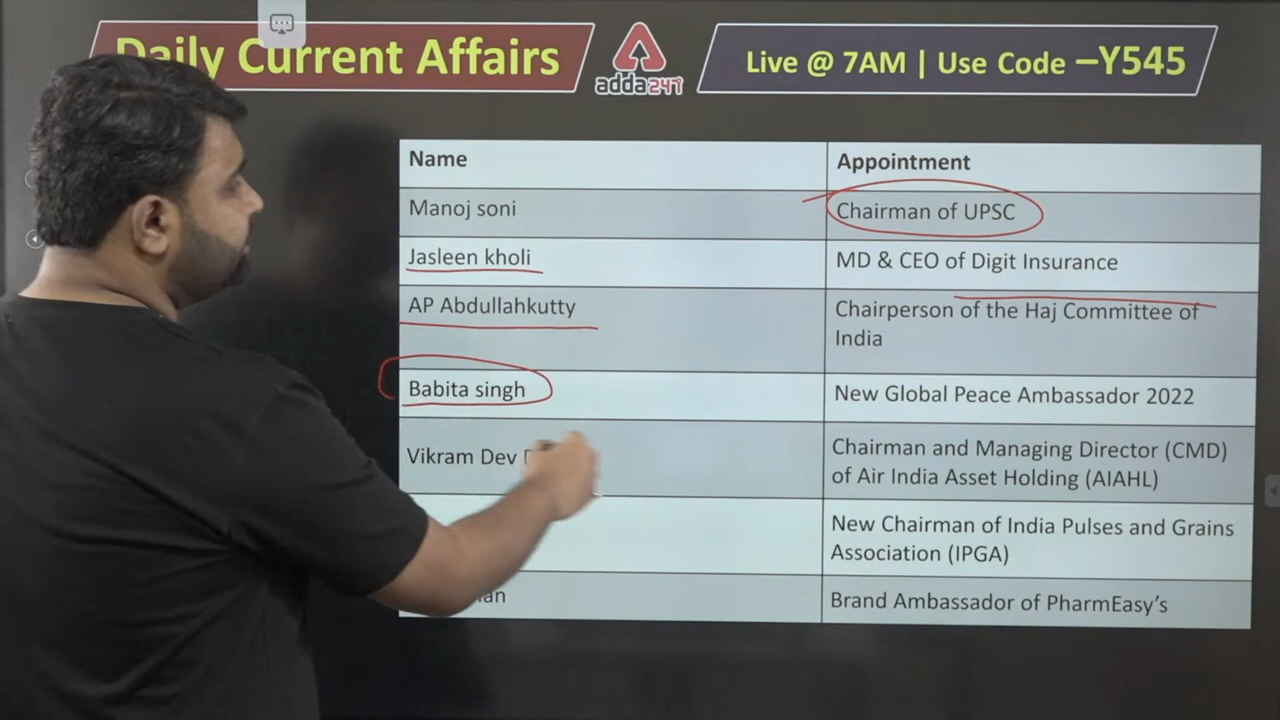 Daily Current Affairs
adda247
Live @ 7AM | Use Code –Y545
Name
Appointment
Manoj soni
Chairman of UPSC
Jasleen kholi
MD & CEO of Digit Insurance
AP Abdullahkutty
Chairperson of the Haj Committee of
India
Babita singh
New Global Peace Ambassador 2022
Vikram Dev
Chairman and Managing Director (CMD)
of Air India Asset Holding (AIAHL)
New Chairman of India Pulses and Grains
Association (IPGA)
Brand Ambassador of PharmEasy's